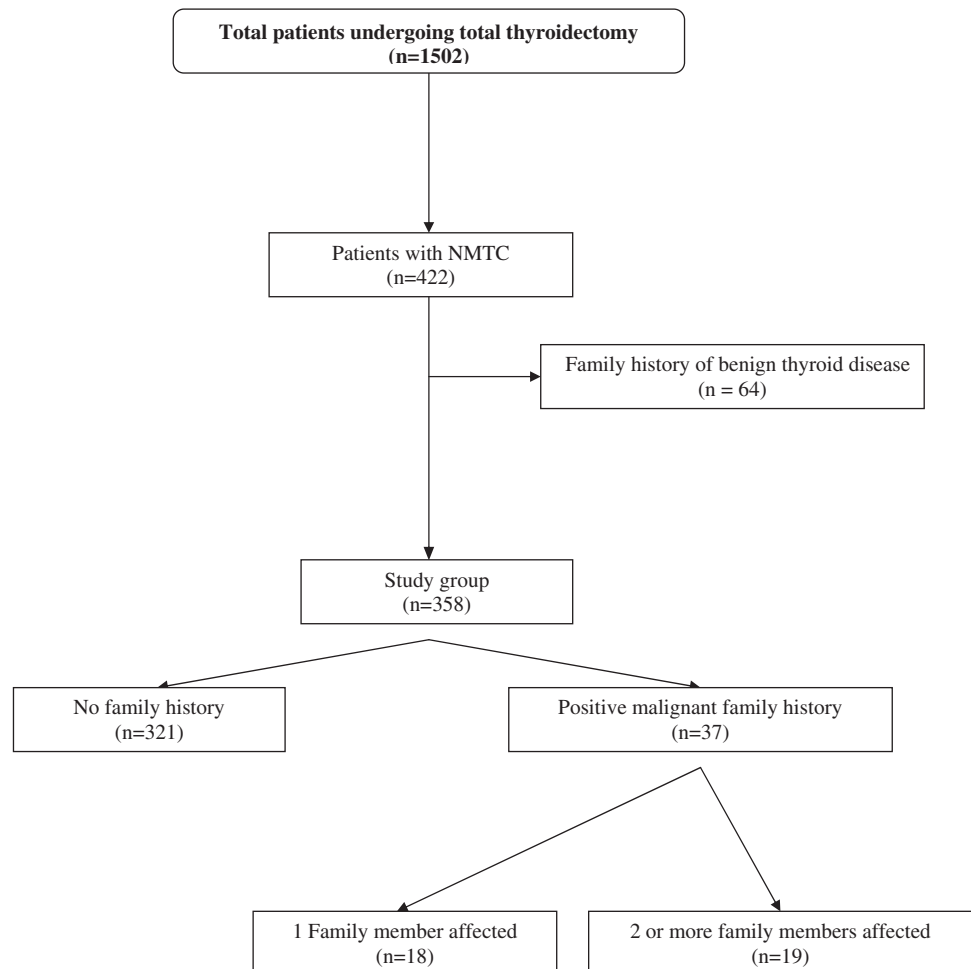 Total patients undergoing total thyroidectomy
(n=1502)
Patients with NMTC
(n=422)
Family history of benign thyroid disease
(n = 64)
Study group
(n=358)
No family history
(n=321)
Positive malignant family history
(n=37)
1 Family member affected
(n=18)
2 or more family members affected
(n=19)